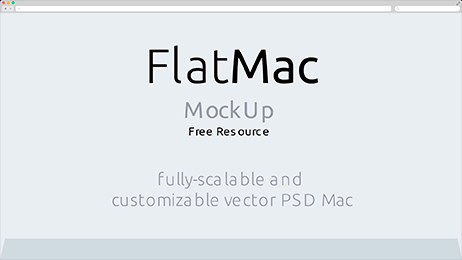 FlatMac
MockUp
Free Resource
fully-scalable and
customizable vector PSD Mac